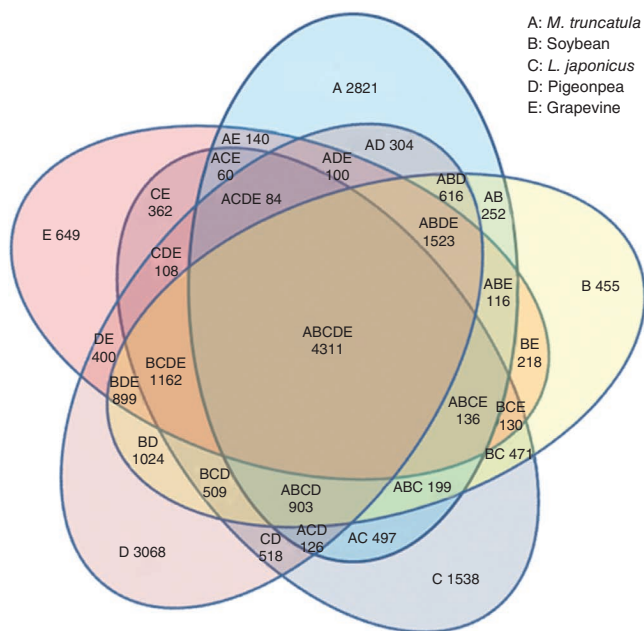 A: M. truncatula
B: Soybean
C: L. japonicus
D: Pigeonpea
E: Grapevine
A 2821
AE 140
AD 304
ACE
60
ADE
100
ABD
616
AB
252
CE
362
ACDE 84
ABDE
1523
E 649
CDE
108
ABE
116
B 455
DE
400
ABCDE
4311
BE
218
BCDE
1162
BDE
899
ABCE
136
BCE
130
BD
1024
BC 471
BCD
509
ABCD
903
ABC 199
D 3068
CD
518
ACD
126
AC 497
C 1538